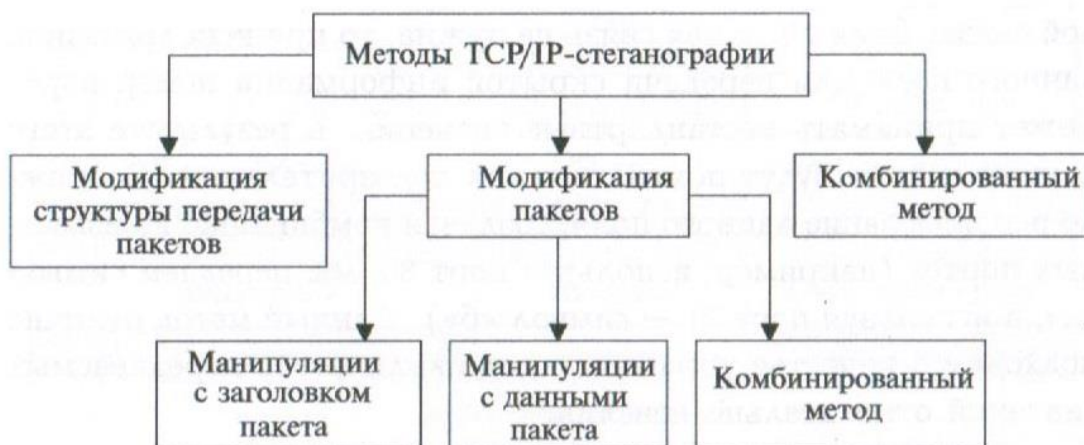 Методы TCP/IP-стеганографии
Модификация
структуры передачи
пакетов
Модификация
пакетов
Комбинированный
метод
Манипуляции
с заголовком
пакета
Манипуляции
с данными
пакета
Комбинированный
метод